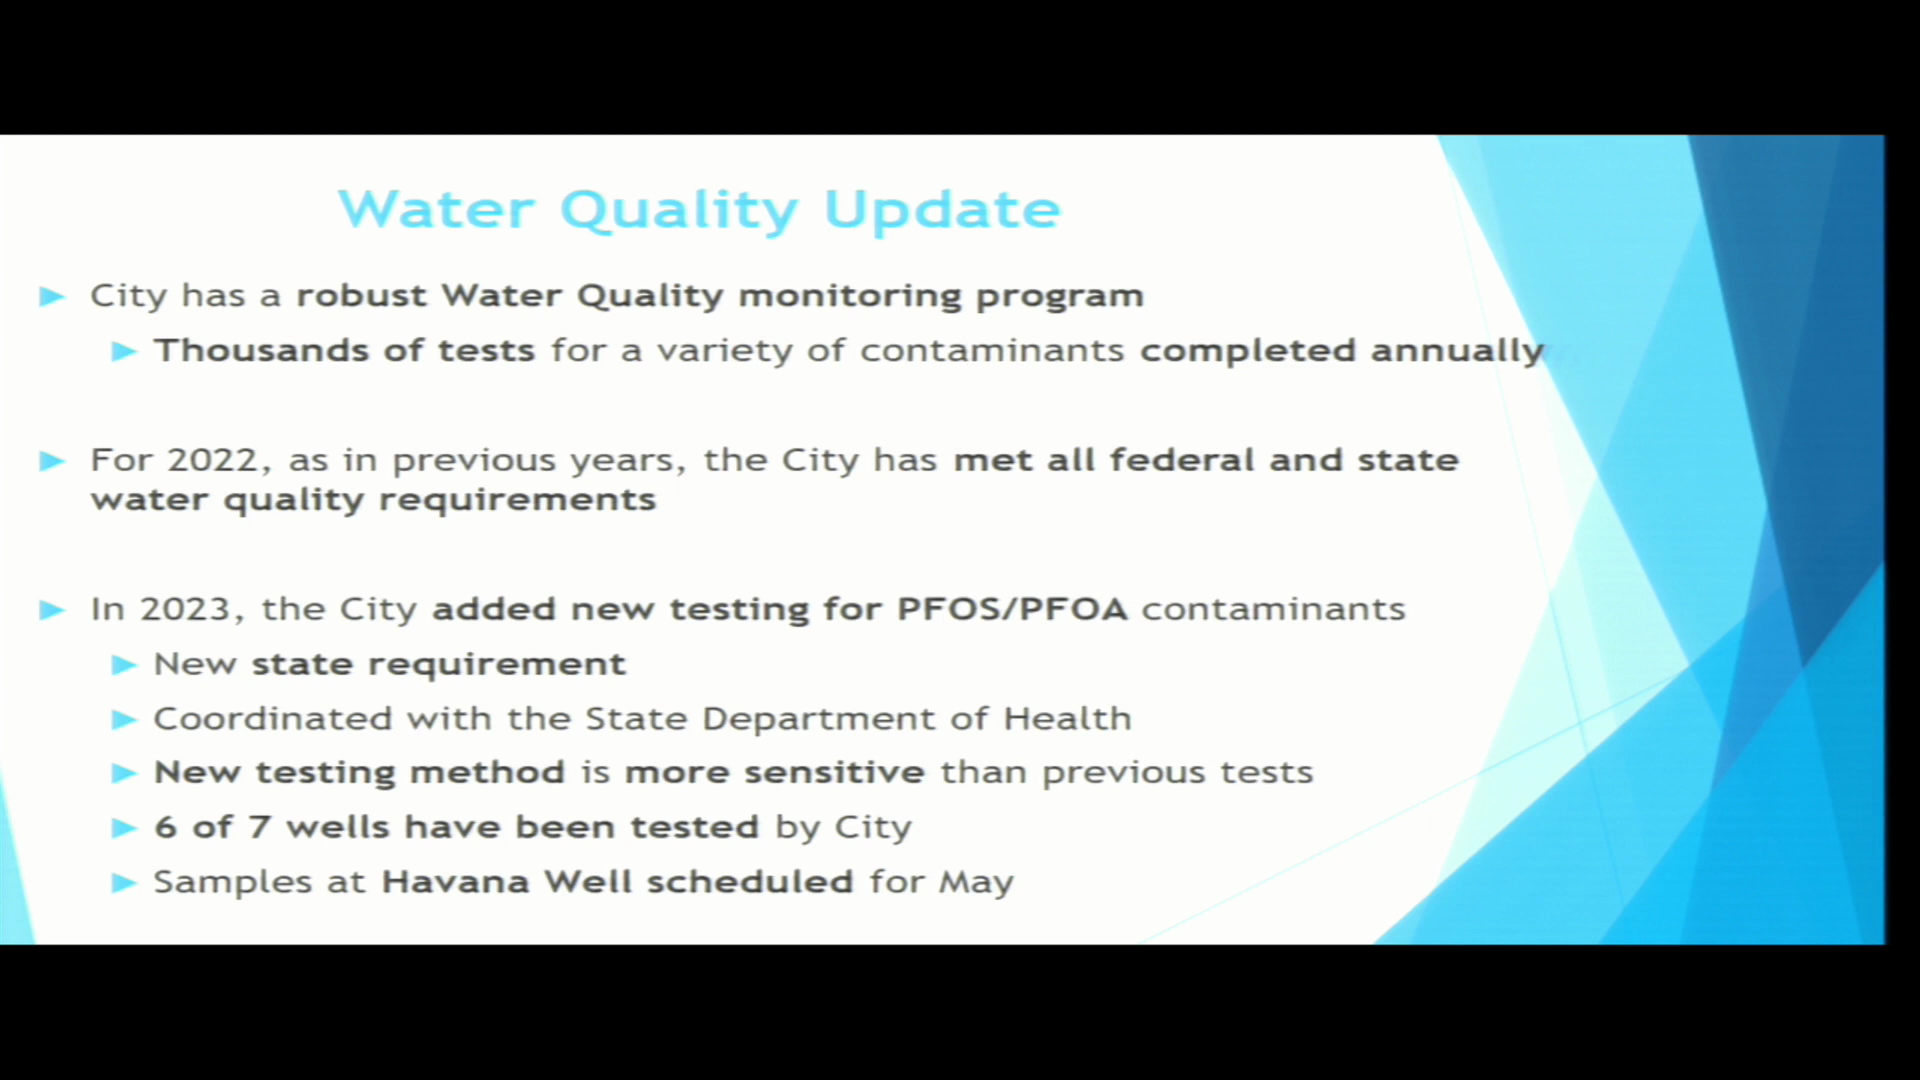 Water Quality Update
City has a robust Water Quality monitoring program
Thousands of tests for a variety of contaminants completed annually
For 2022, as in previous years, the City has met all federal and state
water quality requirements
In 2023, the City added new testing for PFOS/PFOA contaminants
New state requirement
Coordinated with the State Department of Health
New testing method is more sensitive than previous tests
6 of 7 wells have been tested by City
Samples at Havana Well scheduled for May